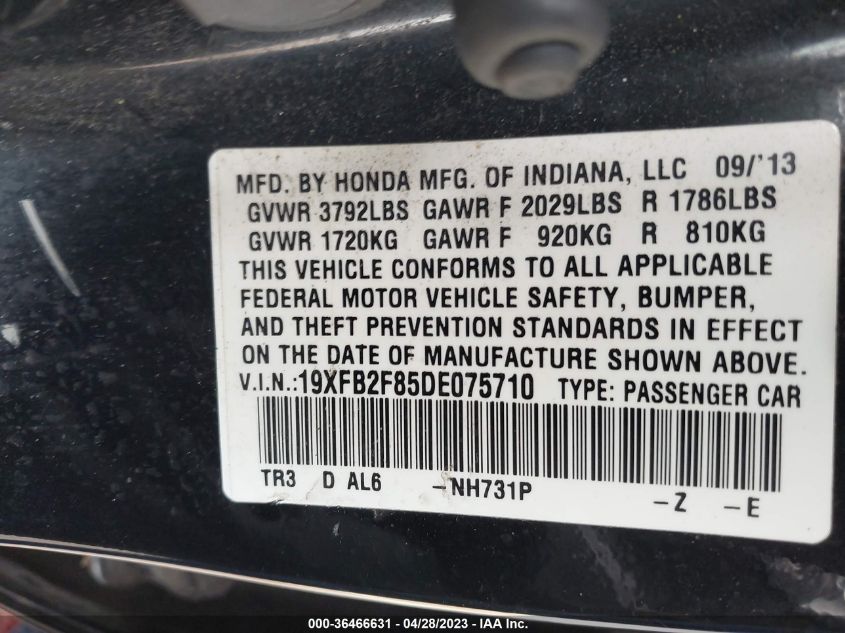 MFD. BY HONDA MFG. OF INDIANA, LLC 09/'13
GVWR 3792LBS GAWR F 2029LBS R 1786LBS
GVWR 1720KG GAWR F 920KG R 810KG
THIS VEHICLE CONFORMS TO ALL APPLICABLE
FEDERAL MOTOR VEHICLE SAFETY, BUMPER,
AND THEFT PREVENTION STANDARDS IN EFFECT
ON THE DATE OF MANUFACTURE SHOWN ABOVE.
V.I.N.:19XFB2F85DE075710 TYPE: PASSENGER CAR
TR3 D AL6 -NH731P -Z -E
000-36466631 - 04/28/2023 - IAA Inc.